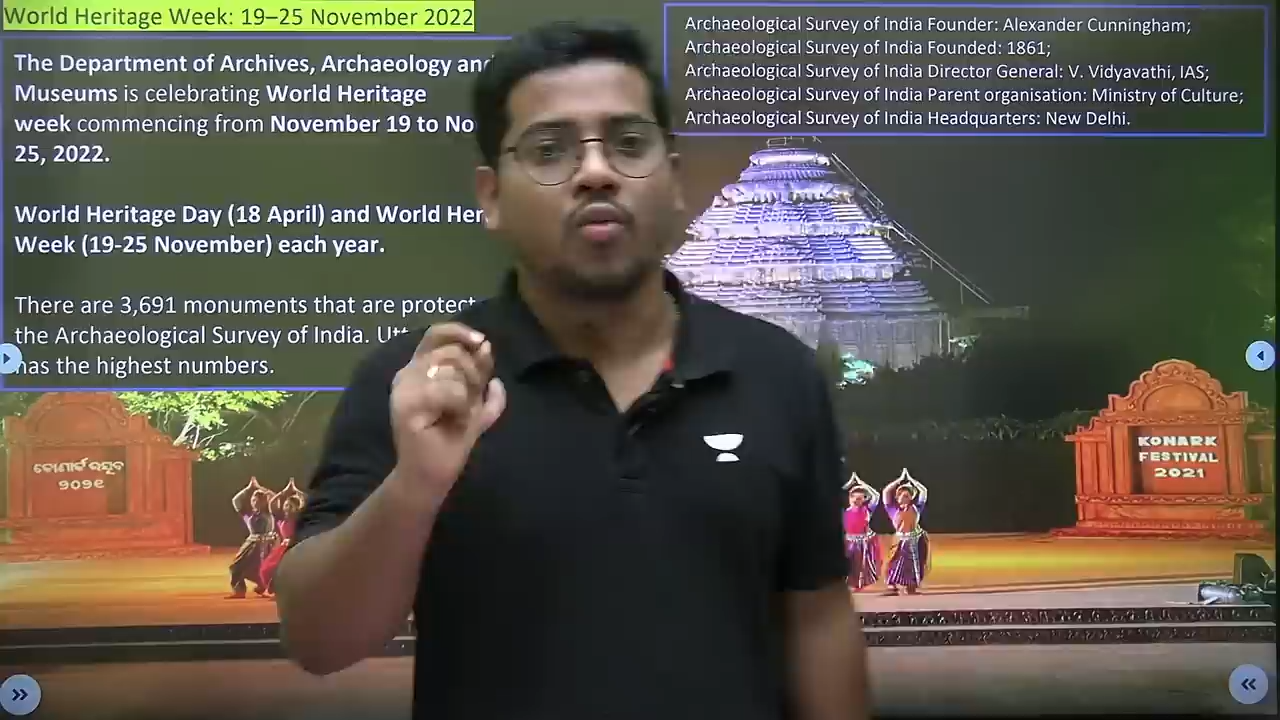 World Heritage Week: 19–25 November 2022
The Department of Archives, Archaeology and
Museums is celebrating World Heritage
week commencing from November 19 to No
25, 2022.
World Heritage Day (18 April) and World Her
Week (19-25 November) each year.
There are 3,691 monuments that are protect
the Archaeological Survey of India.
has the highest numbers.
Archaeological Survey of India Founder: Alexander Cunningham;
Archaeological Survey of India Founded: 1861;
Archaeological Survey of India Director General: V. Vidyavathi, IAS;
Archaeological Survey of India Parent organisation: Ministry of Culture;
Archaeological Survey of India Headquarters: New Delhi.
କୋଣାର୍କ ଉତ୍ସବ
୨୦୨୧
KONARK
FESTIVAL
2021